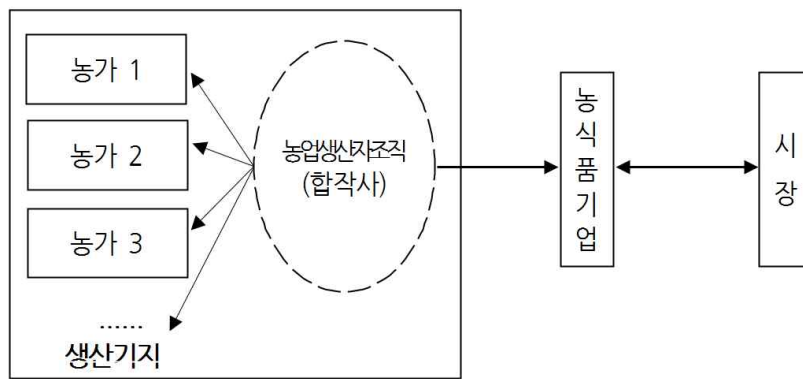 농가 1
농가 2
농가 3
......
생산기지
농업생산자조직
(합작사)
농식품기업
시장